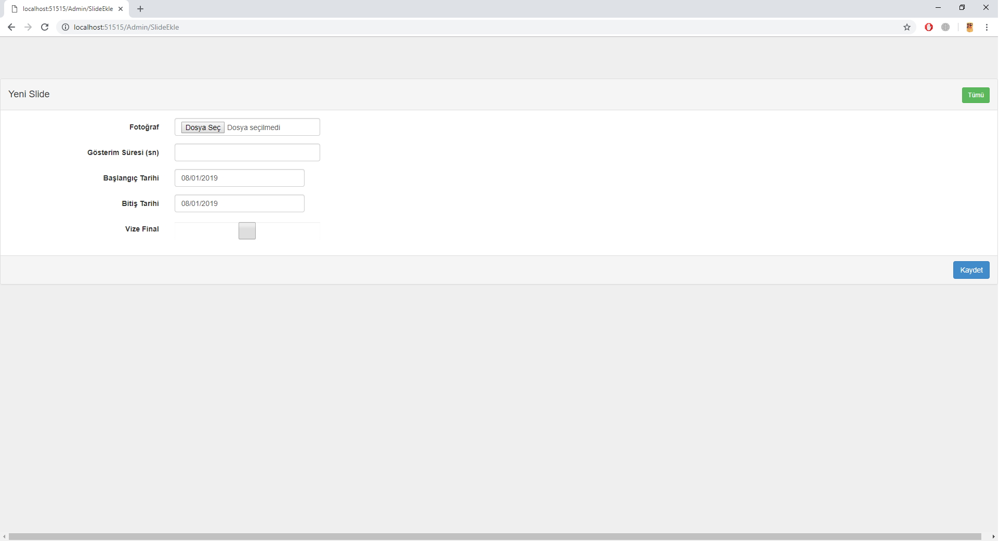 localhost:51515/Admin/SlideEkle
localhost:51515/Admin/SlideEkle
Yeni Slide
Tümü
Fotoğraf
Dosya Seç Dosya seçilmedi
Gösterim Süresi (sn)
Başlangıç Tarihi
08/01/2019
Bitiş Tarihi
08/01/2019
Vize Final
Kaydet